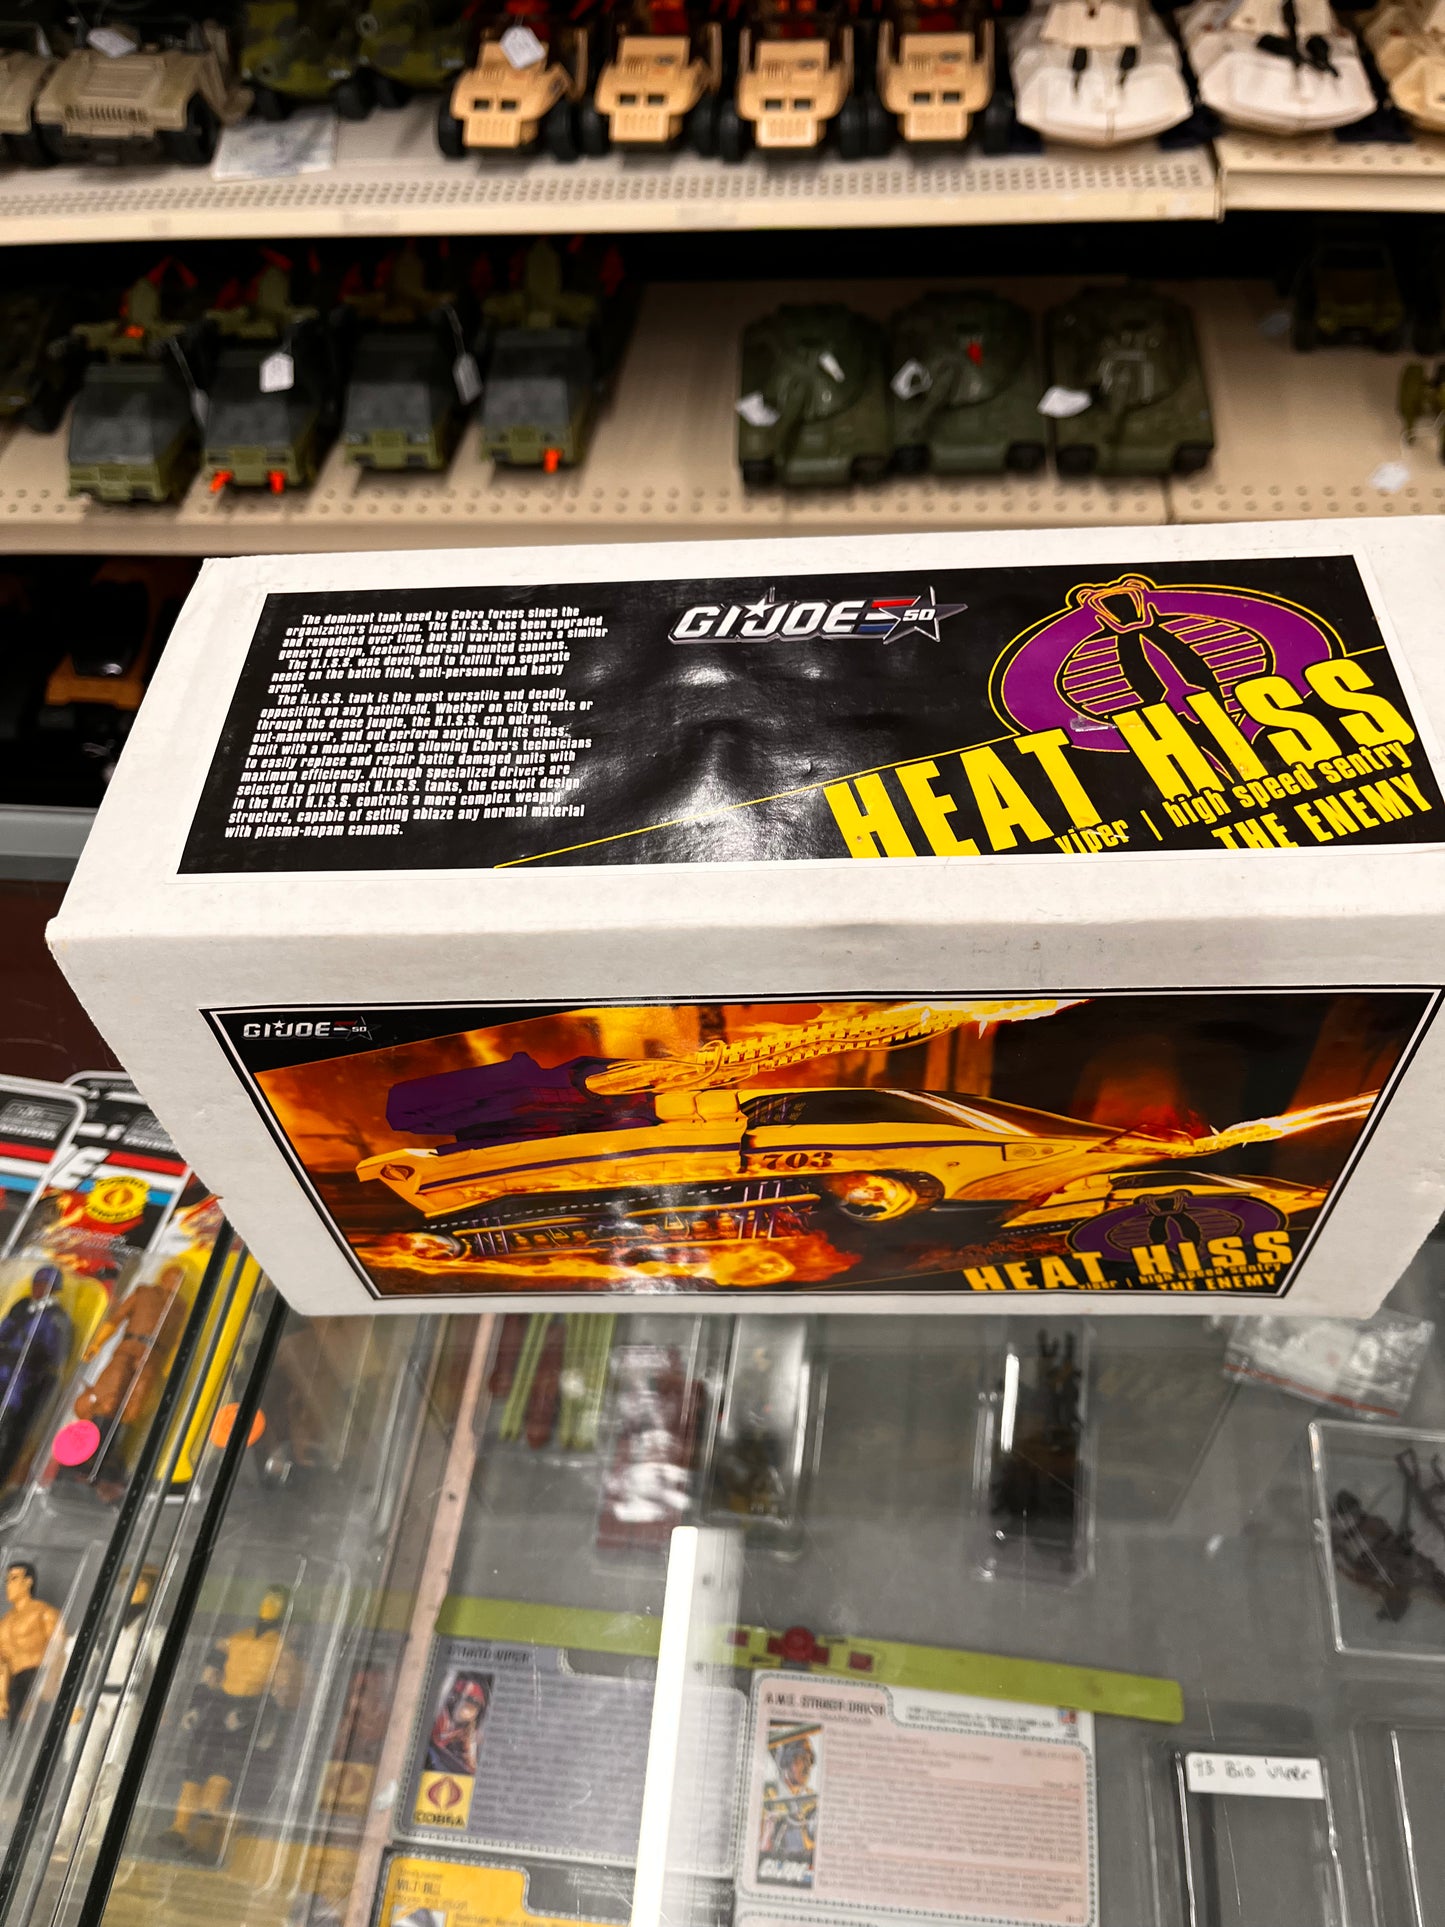 The dominant tank used by Cobra forces since the
organization's inception. The H.I.S.S. has been upgraded
and remodeled over time, but all variants share a similar
general design, featuring dorsal mounted cannons.
The H.I.S.S. was developed to fulfill two separate
needs on the battle field, anti-personnel and heavy
armor.
The H.I.S.S. tank is the most versatile and deadly
opposition on any battlefield. Whether on city streets or
through the dense jungle, the H.I.S.S. can outrun,
out-maneuver, and out perform anything in its class.
Built with a modular design allowing Cobra's technicians
to easily replace and repair battle damaged units with
maximum efficiency. Although specialized drivers are
selected to pilot most H.I.S.S. tanks, the cockpit design
in the HEAT H.I.S.S. controls a more complex weapon
structure, capable of setting ablaze any normal material
with plasma-napam cannons.
GI JOE 50
HEAT HISS
viper | high speed sentry
THE ENEMY
GI JOE 50
703
HEAT HISS
viper | high speed sentry
THE ENEMY
STRATO VIPER
COBRA
GI JOE
93 Bio Viper